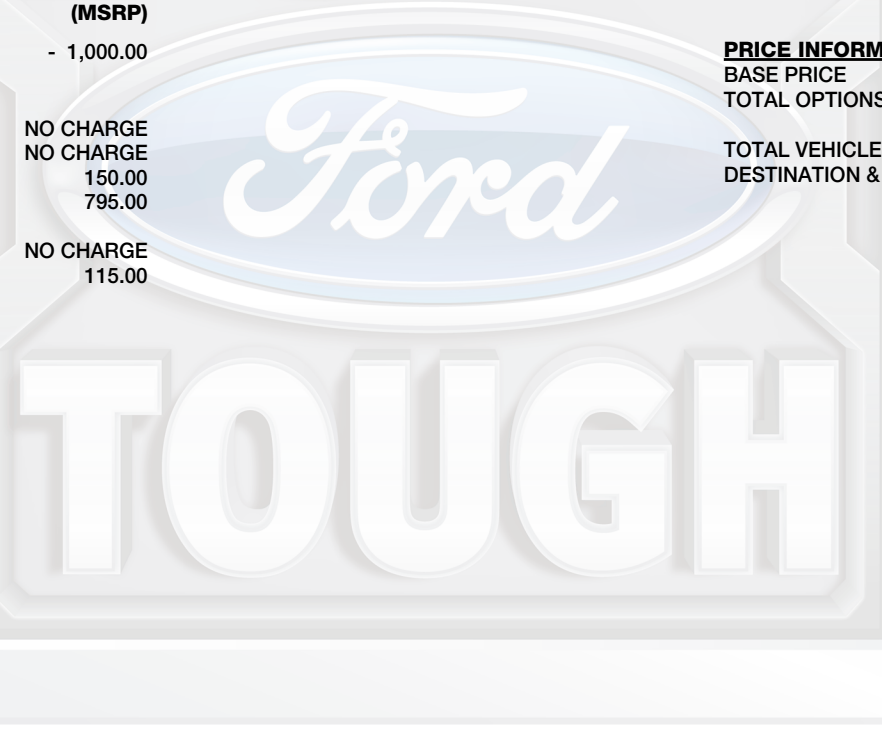 (MSRP)
- 1,000.00
NO CHARGE
NO CHARGE
150.00
795.00
NO CHARGE
115.00
PRICE INFORM
BASE PRICE
TOTAL OPTIONS
TOTAL VEHICLE
DESTINATION &
Ford
TOUGH